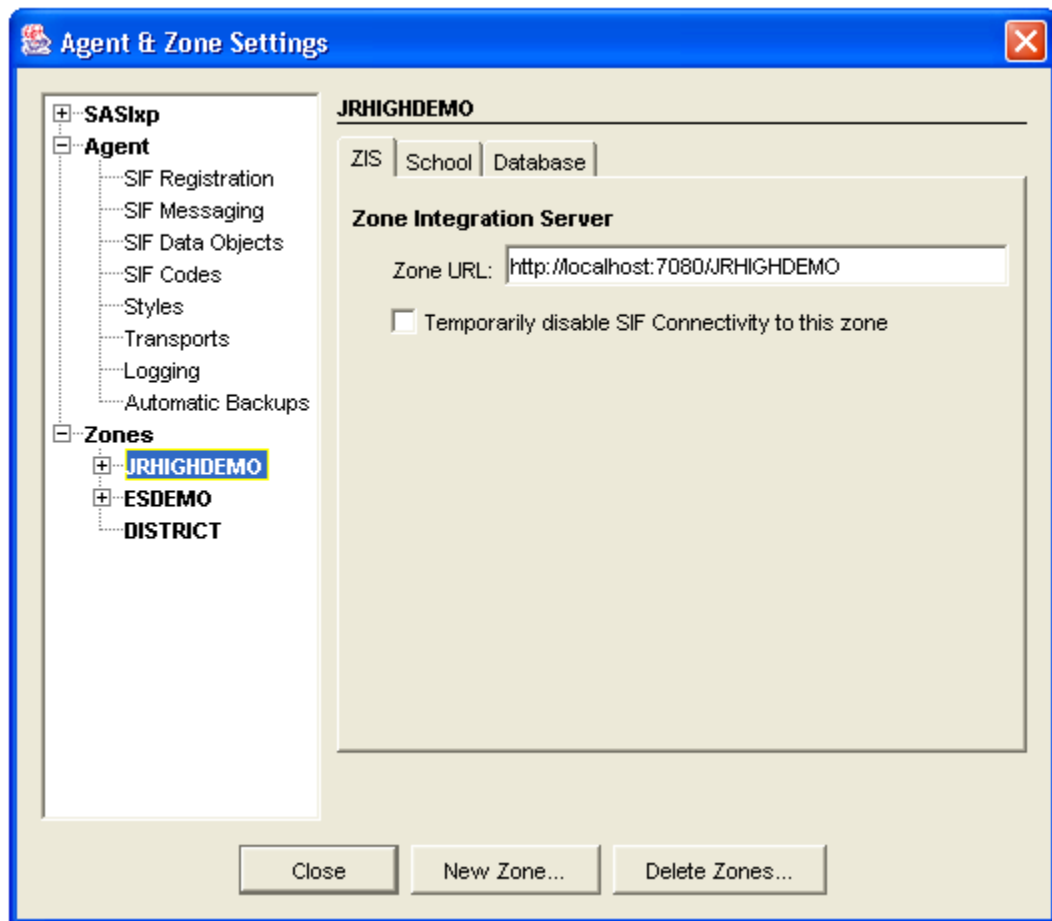 Agent & Zone Settings
SASIxp
Agent
SIF Registration
SIF Messaging
SIF Data Objects
SIF Codes
Styles
Transports
Logging
Automatic Backups
Zones
JRHIGHDEMO
ESDEMO
DISTRICT
JRHIGHDEMO
ZIS School Database
Zone Integration Server
Zone URL: http://localhost:7080/JRHIGHDEMO
Temporarily disable SIF Connectivity to this zone
Close New Zone... Delete Zones...